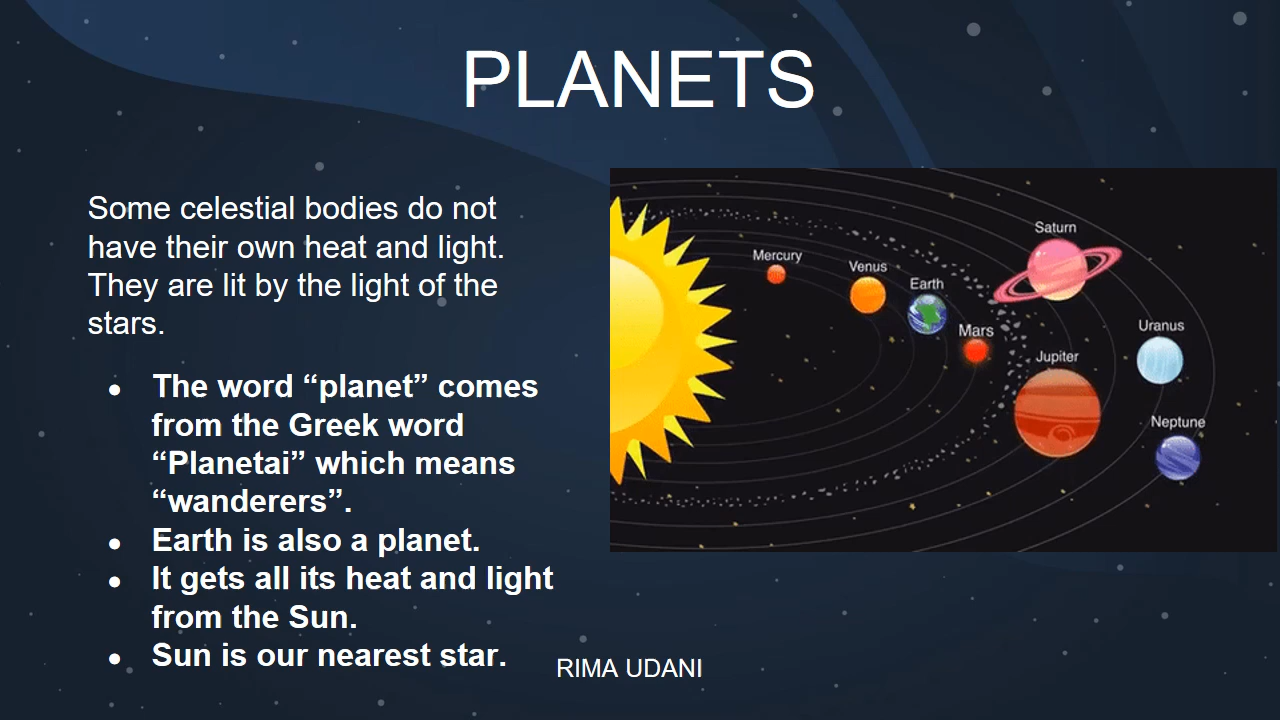 PLANETS
Some celestial bodies do not
have their own heat and light.
They are lit by the light of the
stars.
● The word “planet” comes
from the Greek word
“Planetai” which means
“wanderers”.
● Earth is also a planet.
● It gets all its heat and light
from the Sun.
● Sun is our nearest star.
Mercury
Venus
Earth
Mars
Saturn
Jupiter
Uranus
Neptune
RIMA UDANI